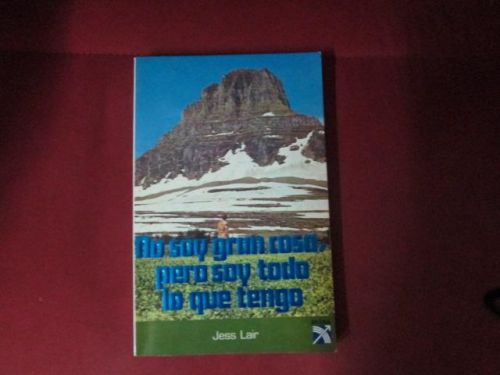 No soy gran cosa,
pero soy todo
lo que tengo
Jess Lair